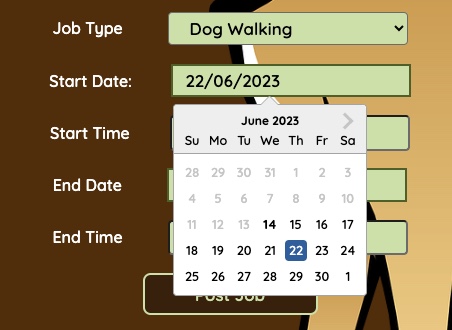 Job Type
Dog Walking
Start Date:
22/06/2023
Start Time
End Date
End Time
June 2023
Su Mo Tu We Th Fr Sa
28 29 30 31 1 2 3
4 5 6 7 8 9 10
11 12 13 14 15 16 17
18 19 20 21 22 23 24
25 26 27 28 29 30 1
Post Job